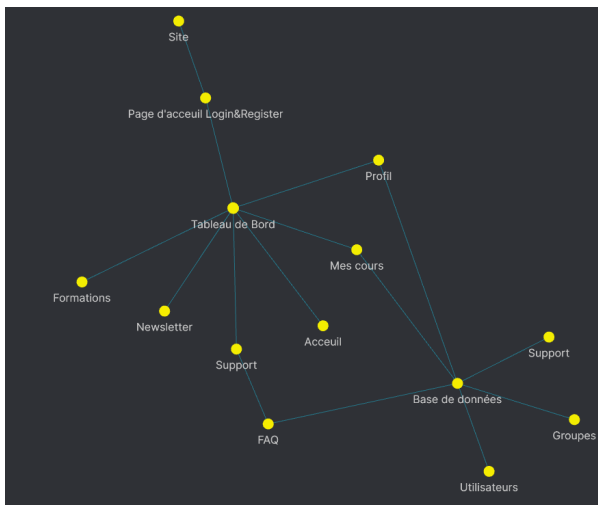 Site
Page d'acceuil Login&Register
Profil
Tableau de Bord
Mes cours
Formations
Newsletter
Acceuil
Support
Support
Base de données
Groupes
FAQ
Utilisateurs